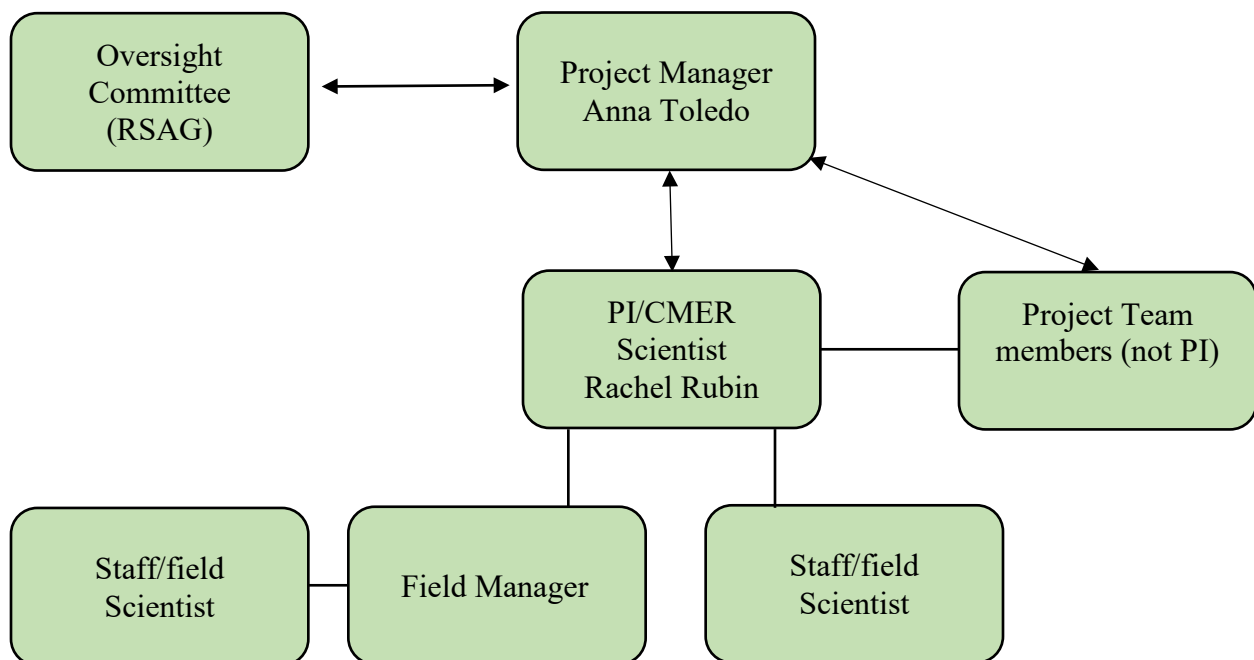 Oversight
Committee
(RSAG)
Project Manager
Anna Toledo
PI/CMER
Scientist
Rachel Rubin
Project Team
members (not PI)
Staff/field
Scientist
Field Manager
Staff/field
Scientist